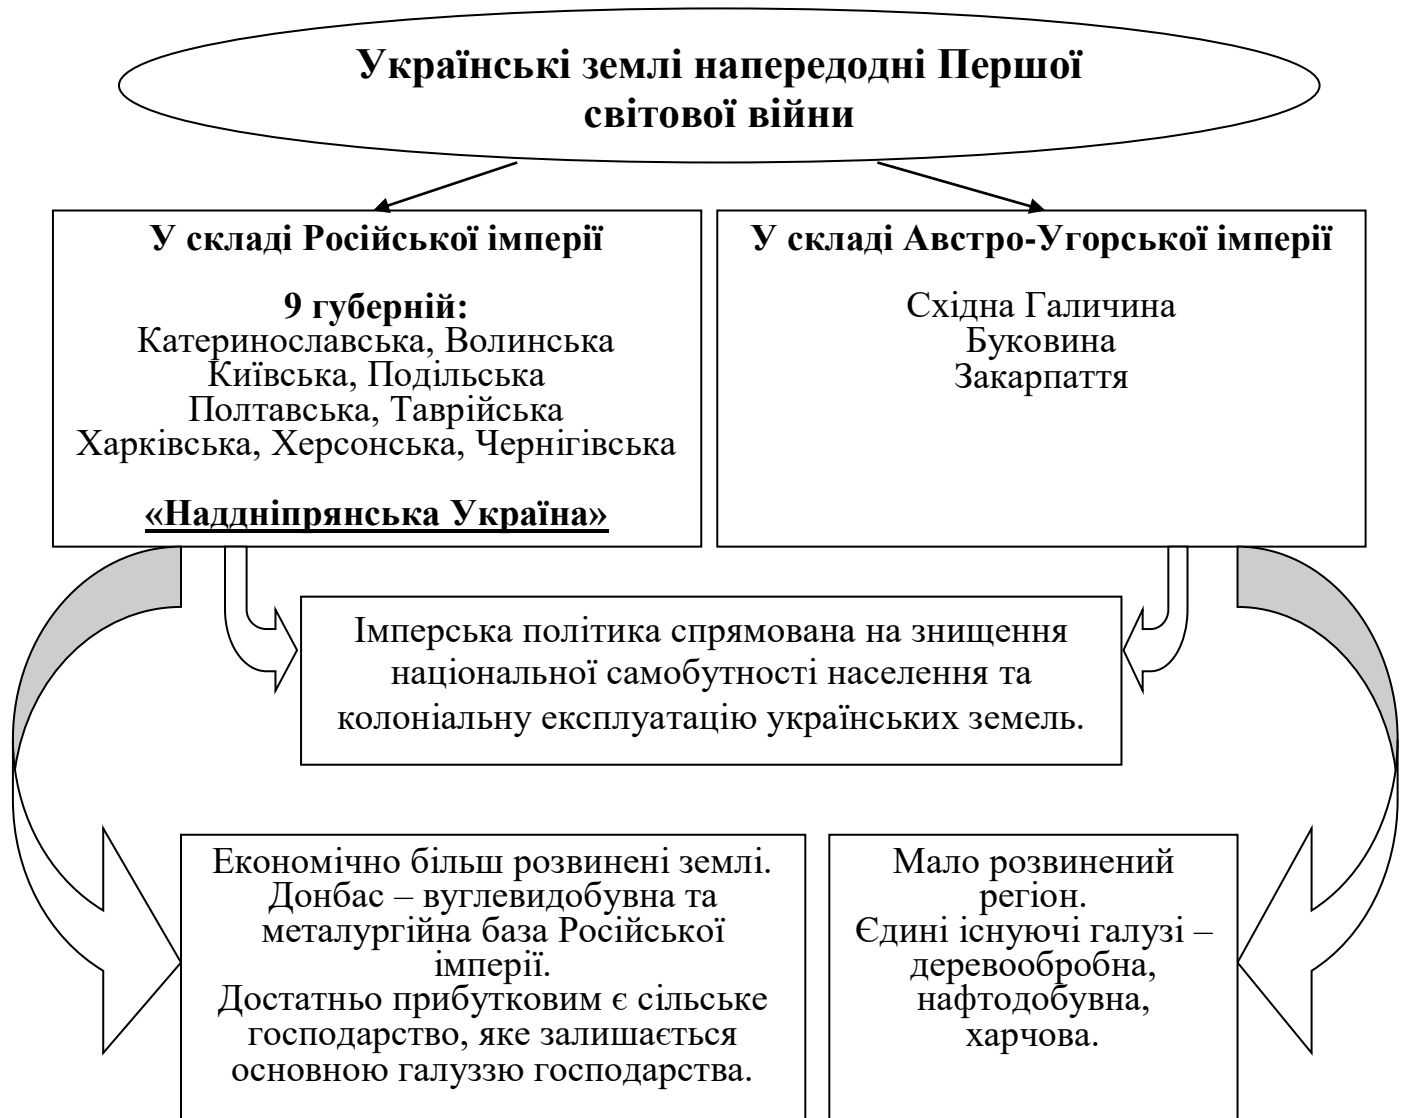 Українські землі напередодні Першої
світової війни
У складі Російської імперії
9 губерній:
Катеринославська, Волинська
Київська, Подільська
Полтавська, Таврійська
Харківська, Херсонська, Чернігівська
«Наддніпрянська Україна»
У складі Австро-Угорської імперії
Східна Галичина
Буковина
Закарпаття
Імперська політика спрямована на знищення
національної самобутності населення та
колоніальну експлуатацію українських земель.
Економічно більш розвинені землі.
Донбас – вуглевидобувна та
металургійна база Російської
імперії.
Достатньо прибутковим є сільське
господарство, яке залишається
основною галуззю господарства.
Мало розвинений
регіон.
Єдині існуючі галузі –
деревообробна,
нафтодобувна,
харчова.